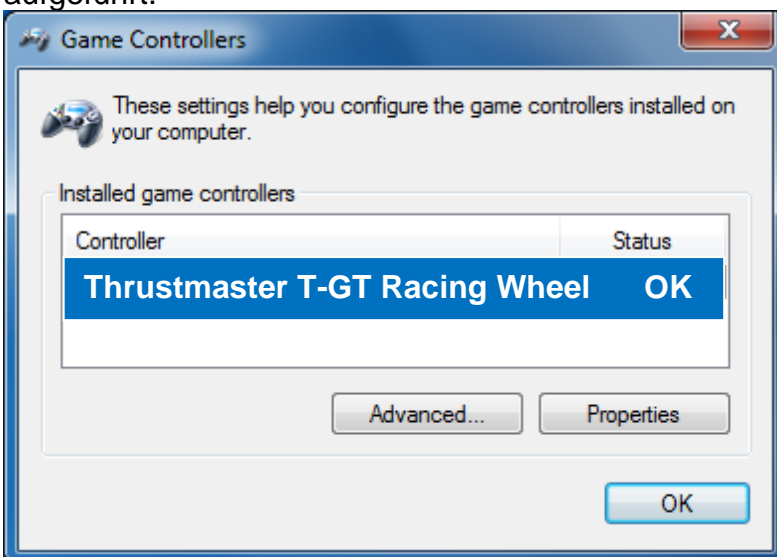 aufgeführt.
Game Controllers
These settings help you configure the game controllers installed on
your computer.
Installed game controllers
Controller Status
Thrustmaster T-GT Racing Wheel OK
Advanced... Properties
OK